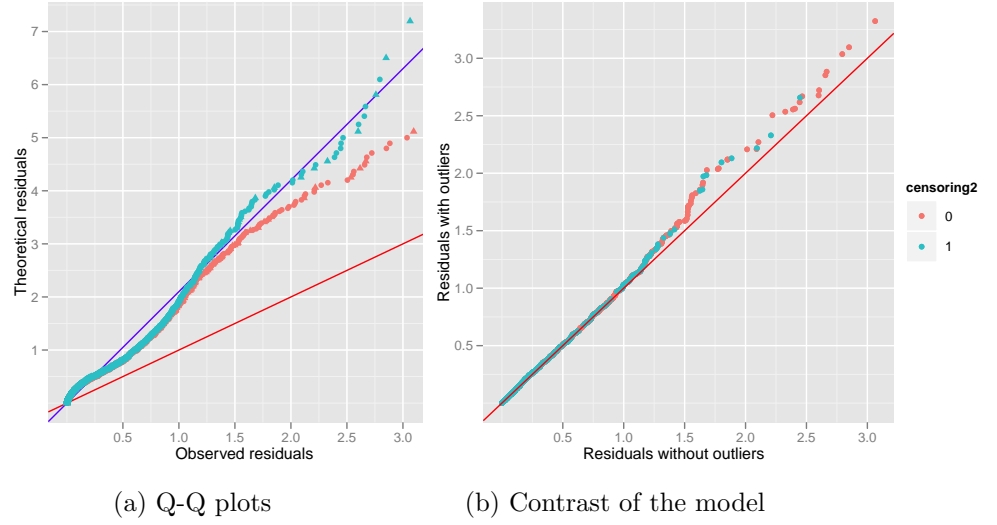 7
6
5
4
3
2
1
Theoretical residuals
0.5 1.0 1.5 2.0 2.5 3.0
Observed residuals
(a) Q-Q plots
3.0
2.5
2.0
1.5
1.0
0.5
Residuals with outliers
0.5 1.0 1.5 2.0 2.5 3.0
Residuals without outliers
(b) Contrast of the model
censoring2
0
1